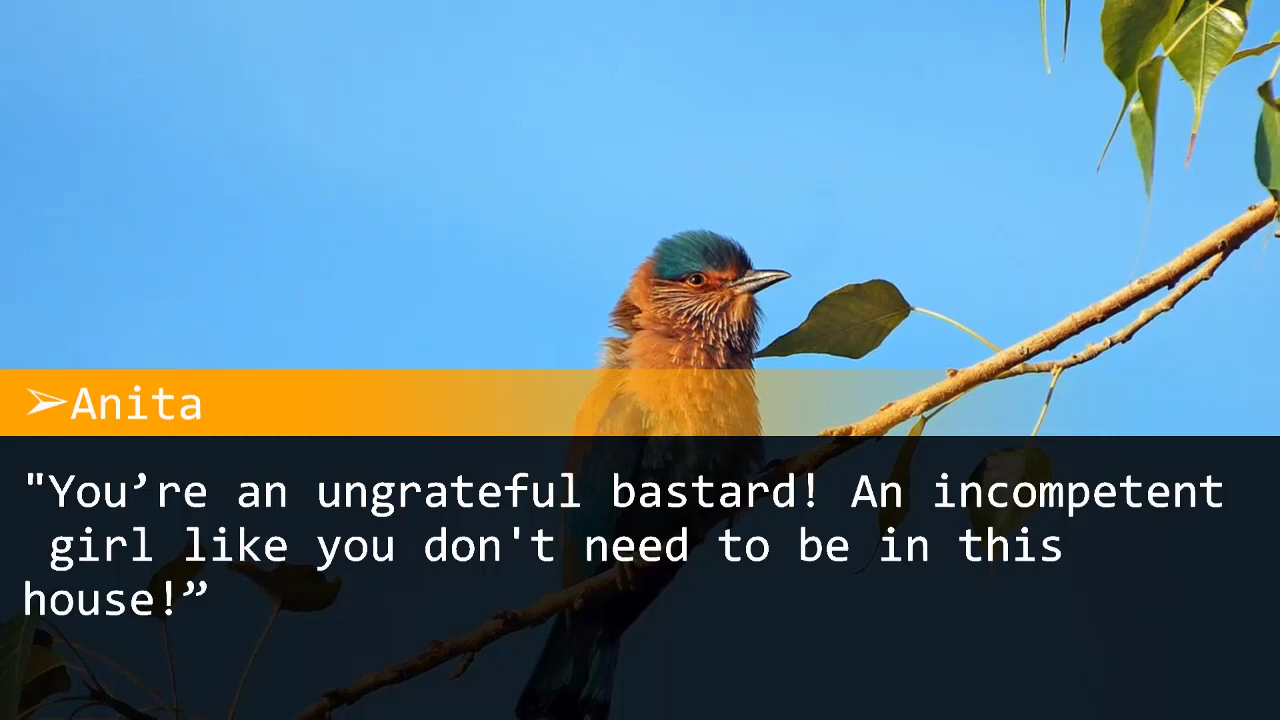 ➢Anita
"You’re an ungrateful bastard! An incompetent
girl like you don't need to be in this
house!”